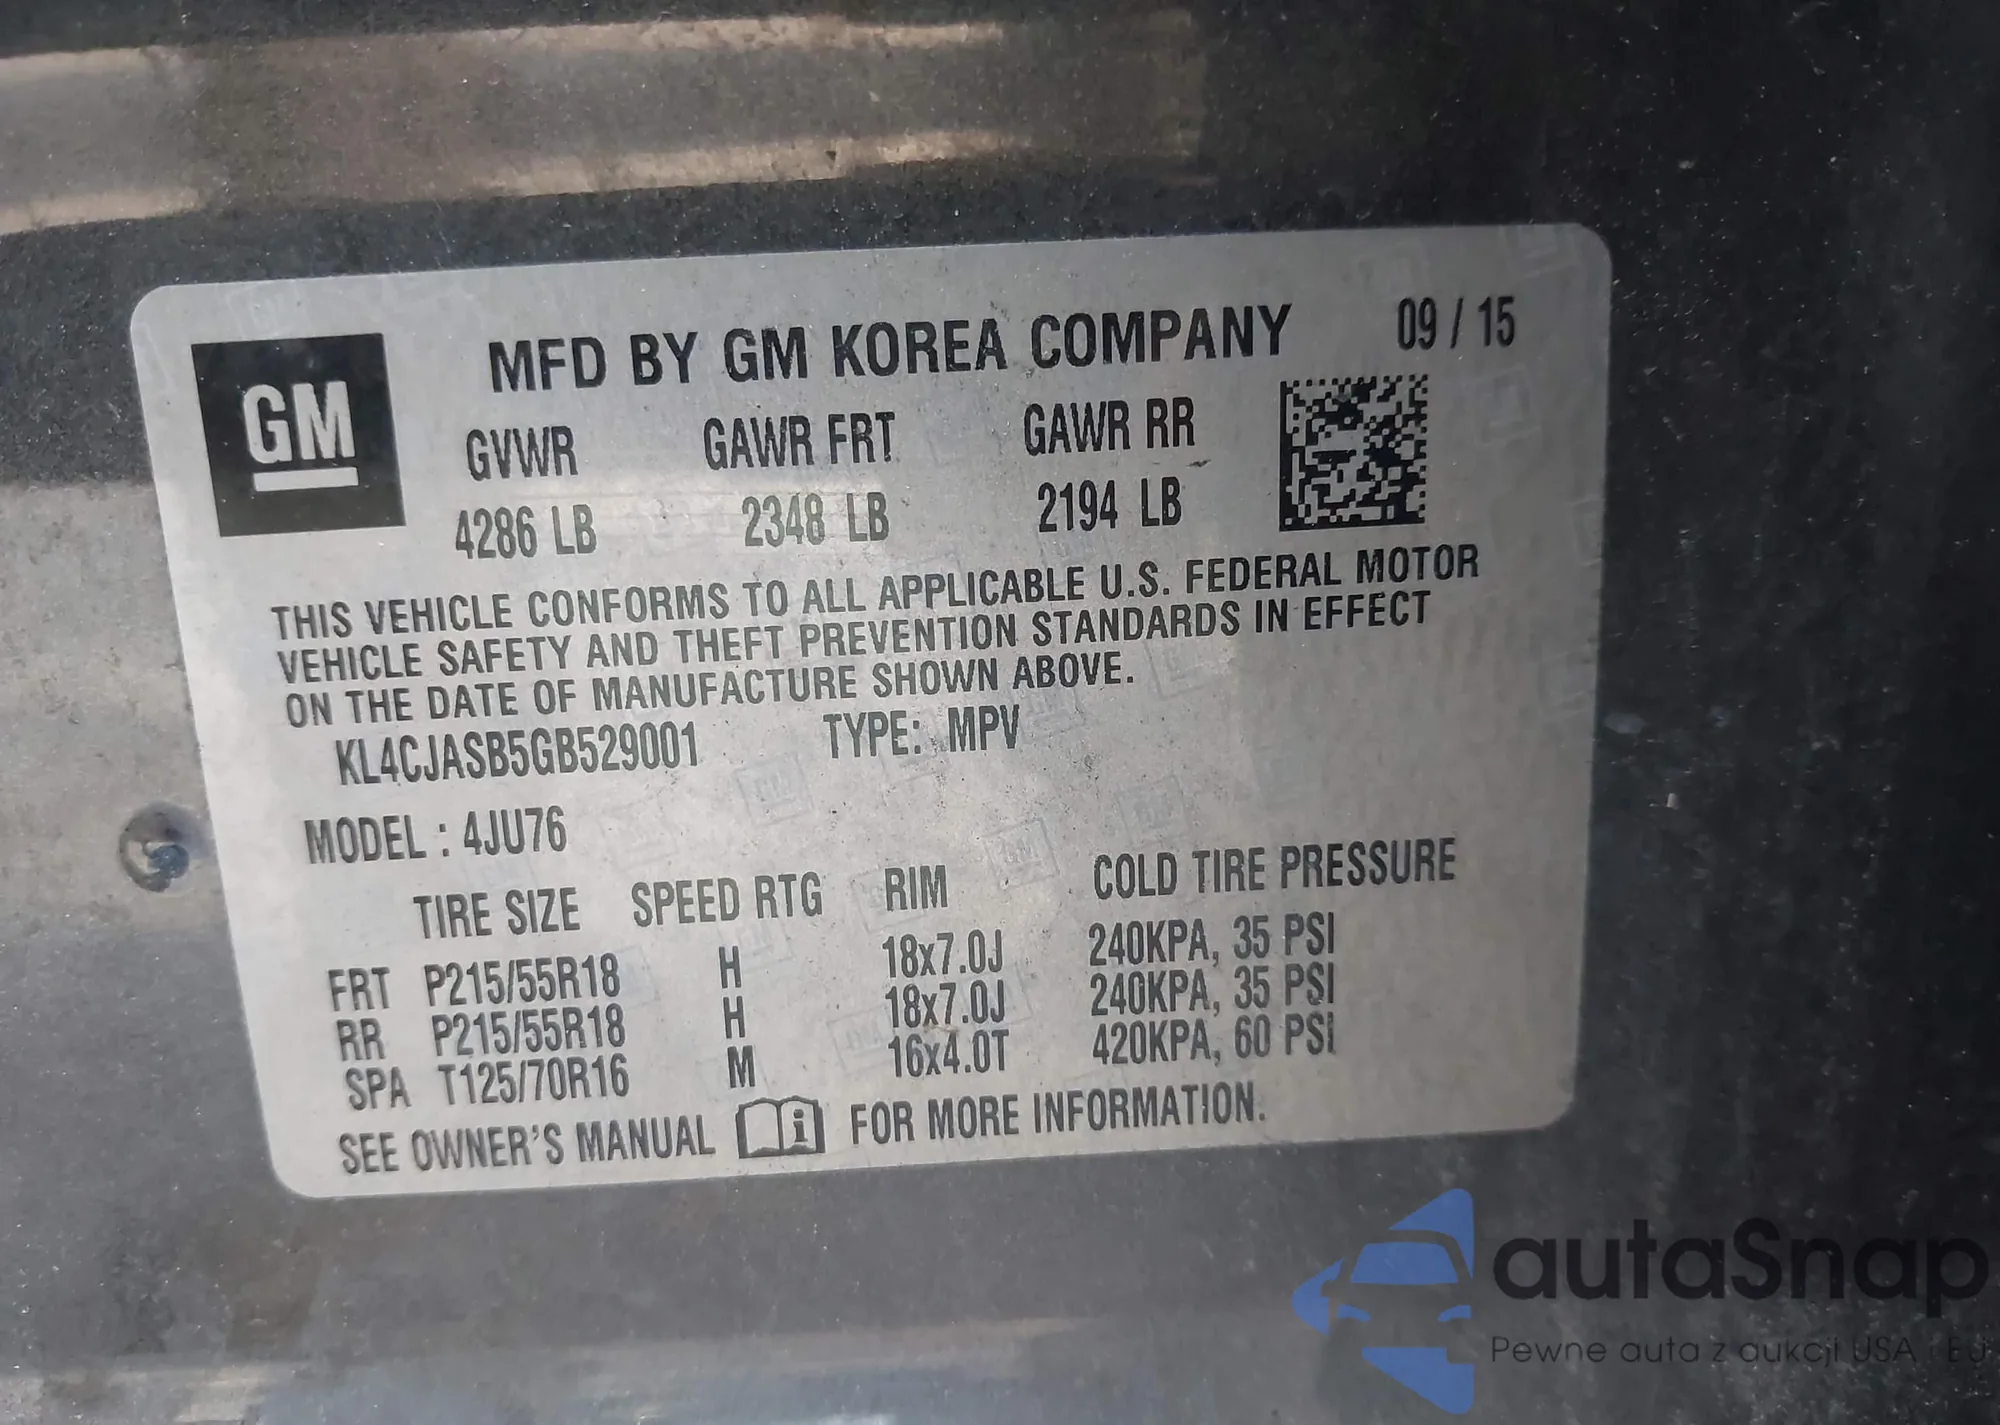 GM
MFD BY GM KOREA COMPANY 09 / 15
GVWR GAWR FRT GAWR RR
4286 LB 2348 LB 2194 LB
THIS VEHICLE CONFORMS TO ALL APPLICABLE U.S. FEDERAL MOTOR
VEHICLE SAFETY AND THEFT PREVENTION STANDARDS IN EFFECT
ON THE DATE OF MANUFACTURE SHOWN ABOVE.
KL4CJASB5GB529001 TYPE: MPV
MODEL : 4JU76
TIRE SIZE SPEED RTG RIM COLD TIRE PRESSURE
FRT P215/55R18 H 18x7.0J 240KPA, 35 PSI
RR P215/55R18 H 18x7.0J 240KPA, 35 PSI
SPA T125/70R16 M 16x4.0T 420KPA, 60 PSI
SEE OWNER'S MANUAL FOR MORE INFORMATION.
autaSnap
Pewne auta z aukcji USA i EU